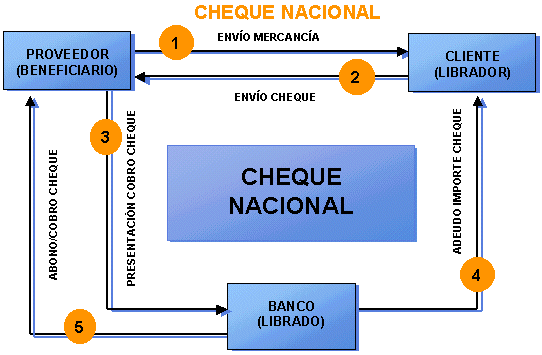 CHEQUE NACIONAL
1
ENVÍO MERCANCÍA
PROVEEDOR
(BENEFICIARIO)
CLIENTE
(LIBRADOR)
2
ENVÍO CHEQUE
3
ABONO/COBRO CHEQUE
PRESENTACIÓN COBRO CHEQUE
CHEQUE
NACIONAL
ADEUDO IMPORTE CHEQUE
4
BANCO
(LIBRADO)
5